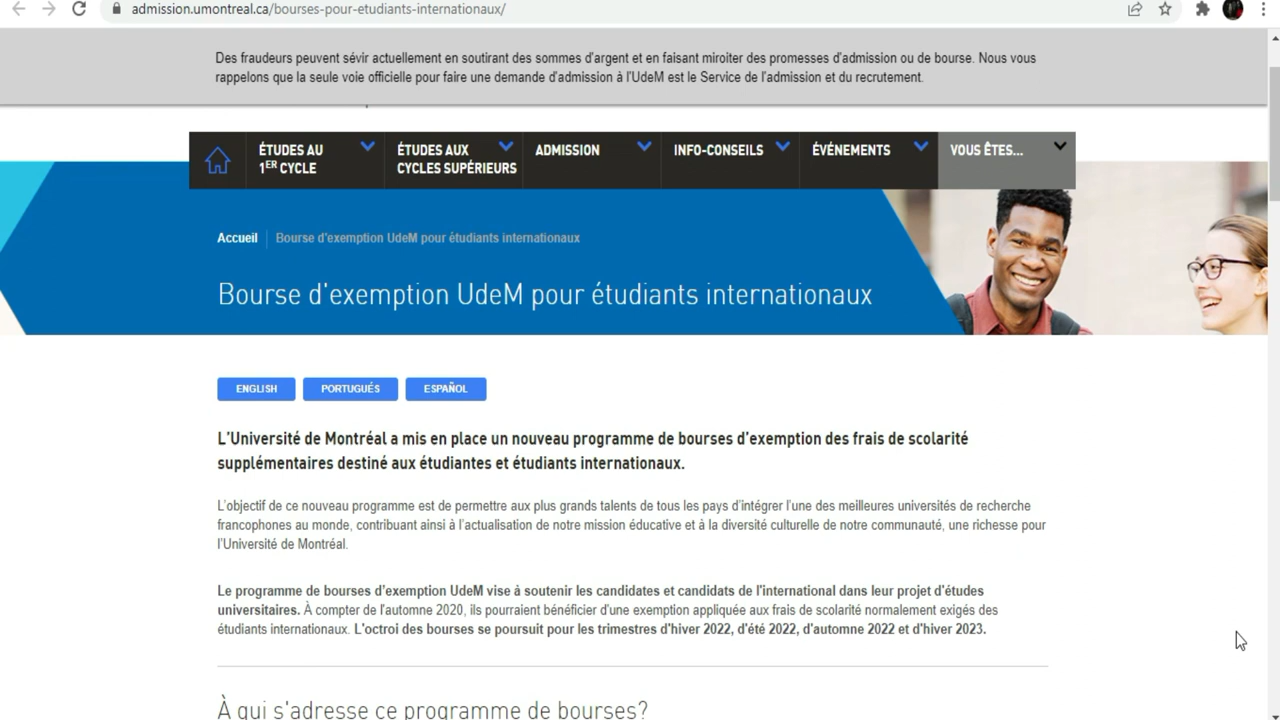 admission.umontreal.ca/bourses-pour-etudiants-internationaux/
Des fraudeurs peuvent sévir actuellement en soutirant des sommes d'argent et en faisant miroiter des promesses d'admission ou de bourse. Nous vous
rappelons que la seule voie officielle pour faire une demande d'admission à l'UdeM est le Service de l'admission et du recrutement.
ÉTUDES AU
1ER CYCLE
ÉTUDES AUX
CYCLES SUPÉRIEURS
ADMISSION
INFO-CONSEILS
ÉVÉNEMENTS
VOUS ÊTES...
Accueil
Bourse d'exemption UdeM pour étudiants internationaux
Bourse d'exemption UdeM pour étudiants internationaux
ENGLISH
PORTUGUÉS
ESPAÑOL
L'Université de Montréal a mis en place un nouveau programme de bourses d'exemption des frais de scolarité
supplémentaires destiné aux étudiantes et étudiants internationaux.
L'objectif de ce nouveau programme est de permettre aux plus grands talents de tous les pays d'intégrer l'une des meilleures universités de recherche
francophones au monde, contribuant ainsi à l'actualisation de notre mission éducative et à la diversité culturelle de notre communauté, une richesse pour
l'Université de Montréal.
Le programme de bourses d'exemption UdeM vise à soutenir les candidates et candidats de l'international dans leur projet d'études
universitaires. À compter de l'automne 2020, ils pourraient bénéficier d'une exemption appliquée aux frais de scolarité normalement exigés des
étudiants internationaux. L'octroi des bourses se poursuit pour les trimestres d'hiver 2022, d'été 2022, d'automne 2022 et d'hiver 2023.
À qui s'adresse ce programme de bourses?